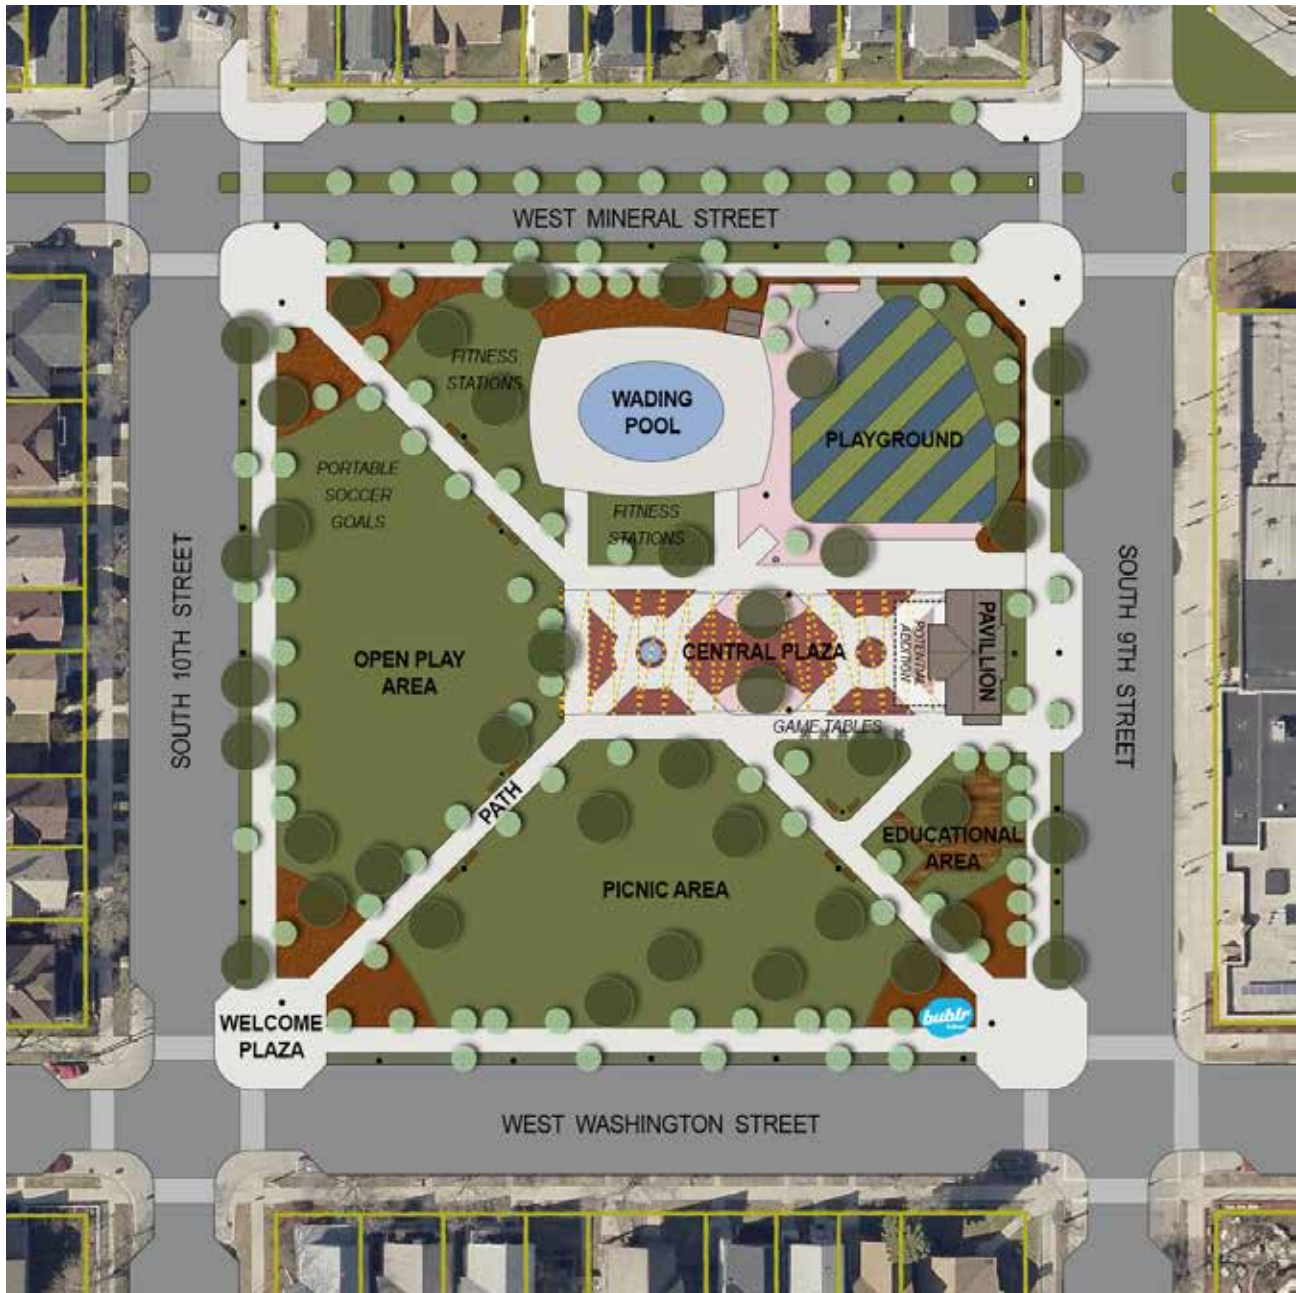 WEST MINERAL STREET
FITNESS
STATIONS
WADING
POOL
PLAYGROUND
PORTABLE
SOCCER
GOALS
FITNESS
STATIONS
SOUTH 10TH STREET
SOUTH 9TH STREET
OPEN PLAY
AREA
CENTRAL PLAZA
POTENTIAL
ADDITION
PAVILLION
GAME TABLES
PATH
EDUCATIONAL
AREA
PICNIC AREA
WELCOME
PLAZA
bublr
WEST WASHINGTON STREET